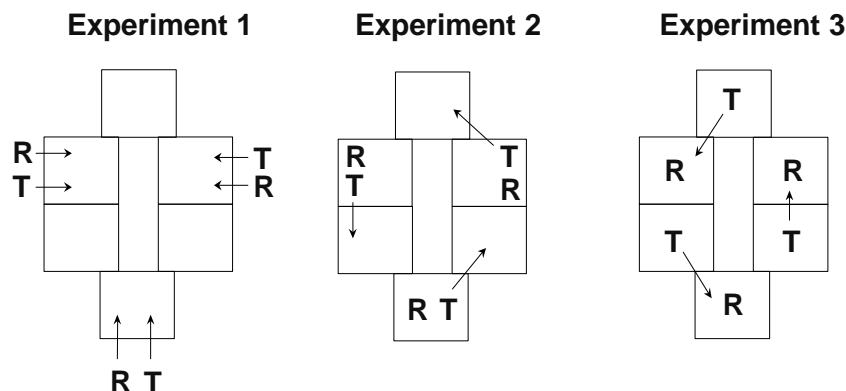 Experiment 1 Experiment 2 Experiment 3
T
R T R T R R
T R T R T T
R T R
R T